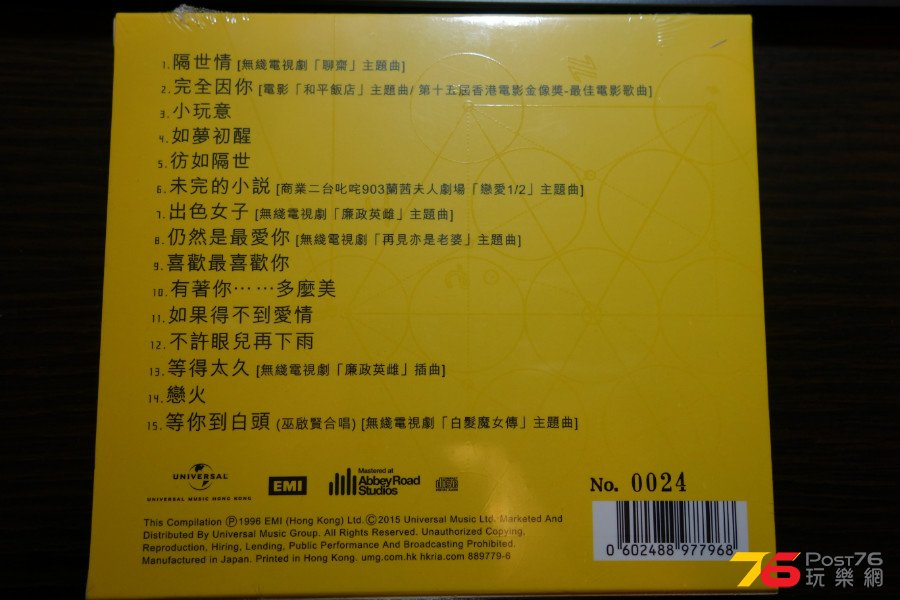 1. 隔世情 [無綫電視劇「聊齋」主題曲]
2. 完全因你 [電影「和平飯店」主題曲/ 第十五屆香港電影金像獎-最佳電影歌曲]
3. 小玩意
4. 如夢初醒
5. 彷如隔世
6. 未完的小說 [商業二台叱咤903蘭茜夫人劇場「戀愛1/2」主題曲]
7. 出色女子 [無綫電視劇「廉政英雌」主題曲]
8. 仍然是最愛你 [無綫電視劇「再見亦是老婆」主題曲]
9. 喜歡最喜歡你
10. 有著你⋯⋯多麼美
11. 如果得不到愛情
12. 不許眼兒再下雨
13. 等得太久 [無綫電視劇「廉政英雌」插曲]
14. 戀火
15. 等你到白頭 (巫啟賢合唱) [無綫電視劇「白髮魔女傳」主題曲]
UNIVERSAL
UNIVERSAL MUSIC HONG KONG
EMI
Mastered at
Abbey Road
Studios
No. 0024
This Compilation Ⓟ1996 EMI (Hong Kong) Ltd. Ⓒ2015 Universal Music Ltd. Marketed And
Distributed By Universal Music Group. All Rights Reserved. Unauthorized Copying,
Reproduction, Hiring, Lending, Public Performance And Broadcasting Prohibited.
Manufactured in Japan. Printed in Hong Kong. umg.com.hk hkria.com 889779-6
0 602488 977968
76 POST76
玩樂網